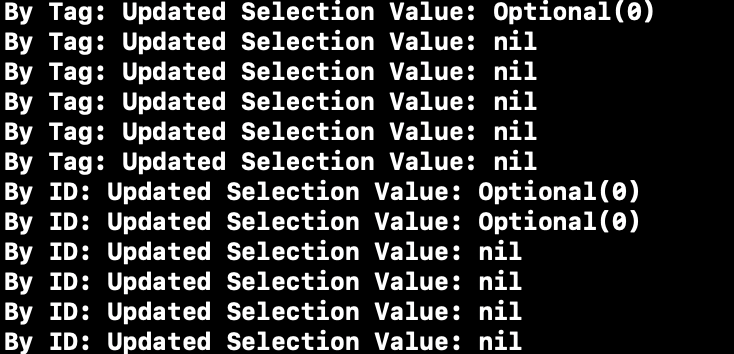 By Tag: Updated Selection Value: Optional(0)
By Tag: Updated Selection Value: nil
By Tag: Updated Selection Value: nil
By Tag: Updated Selection Value: nil
By Tag: Updated Selection Value: nil
By Tag: Updated Selection Value: nil
By ID: Updated Selection Value: Optional(0)
By ID: Updated Selection Value: Optional(0)
By ID: Updated Selection Value: nil
By ID: Updated Selection Value: nil
By ID: Updated Selection Value: nil
By ID: Updated Selection Value: nil